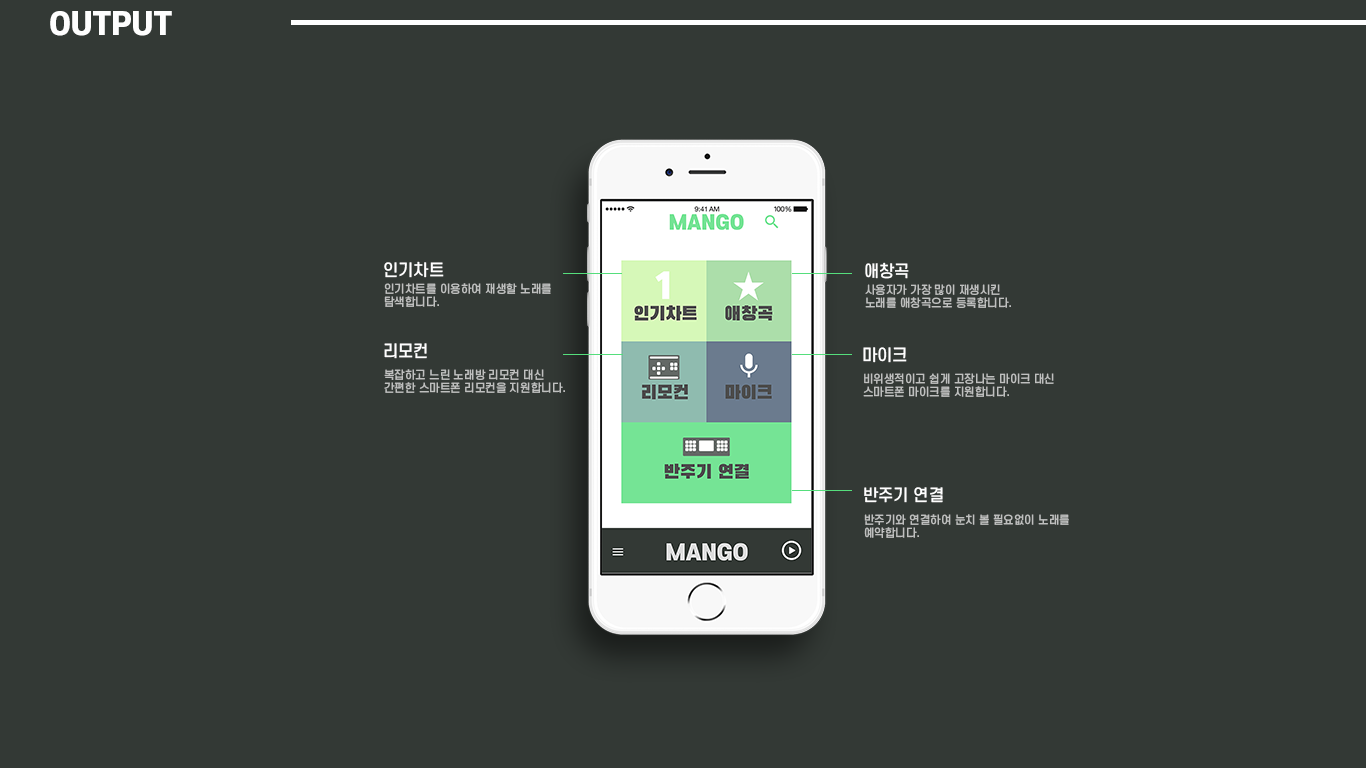 OUTPUT
9:41 AM
100%
MANGO
1
인기차트
애창곡
리모컨
마이크
반주기 연결
MANGO
인기차트
인기차트를 이용하여 재생할 노래를
탐색합니다.
리모컨
복잡하고 느린 노래방 리모컨 대신
간편한 스마트폰 리모컨을 지원합니다.
애창곡
사용자가 가장 많이 재생시킨
노래를 애창곡으로 등록합니다.
마이크
비위생적이고 쉽게 고장나는 마이크 대신
스마트폰 마이크를 지원합니다.
반주기 연결
반주기와 연결하여 눈치 볼 필요없이 노래를
예약합니다.